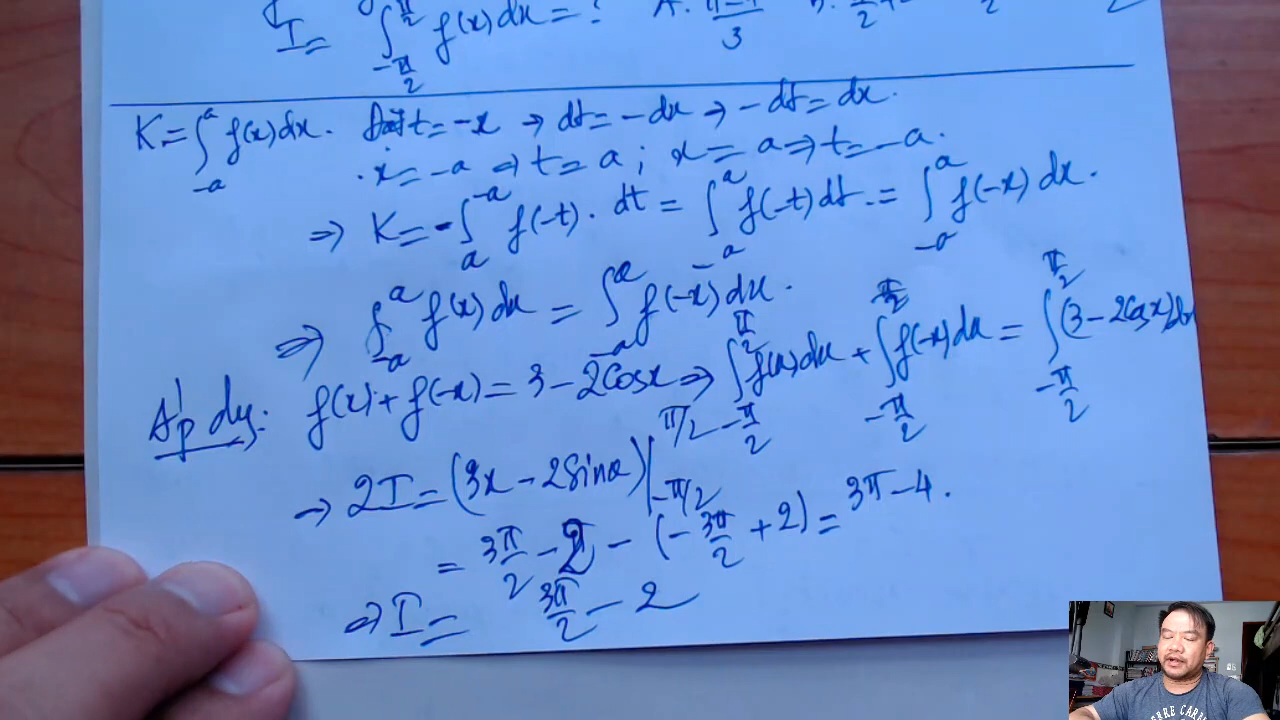 I = ∫_{-π/2}^{π/2} f(x)dx = ? A. 3 B. 2
K = ∫_{-a}^{a} f(x)dx. Đặt t = -x ⇒ dt = -dx ⇒ -dt = dx.
. x = -a ⇒ t = a ; x = a ⇒ t = -a.
⇒ K = -∫_{a}^{-a} f(-t). dt = ∫_{-a}^{a} f(-t)dt. = ∫_{-a}^{a} f(-x) dx.
⇒ ∫_{-a}^{a} f(x)dx = ∫_{-a}^{a} f(-x)dx.
Áp dụng: f(x) + f(-x) = 3 - 2Cosx ⇒ ∫_{-π/2}^{π/2} f(x)dx + ∫_{-π/2}^{π/2} f(-x)dx = ∫_{-π/2}^{π/2} (3 - 2Cosx)dx
⇒ 2I = (3x - 2Sinx)|_{-π/2}^{π/2}
= 3π/2 - 2 - (-3π/2 + 2) = 3π - 4.
⇒ I = 3π/2 - 2